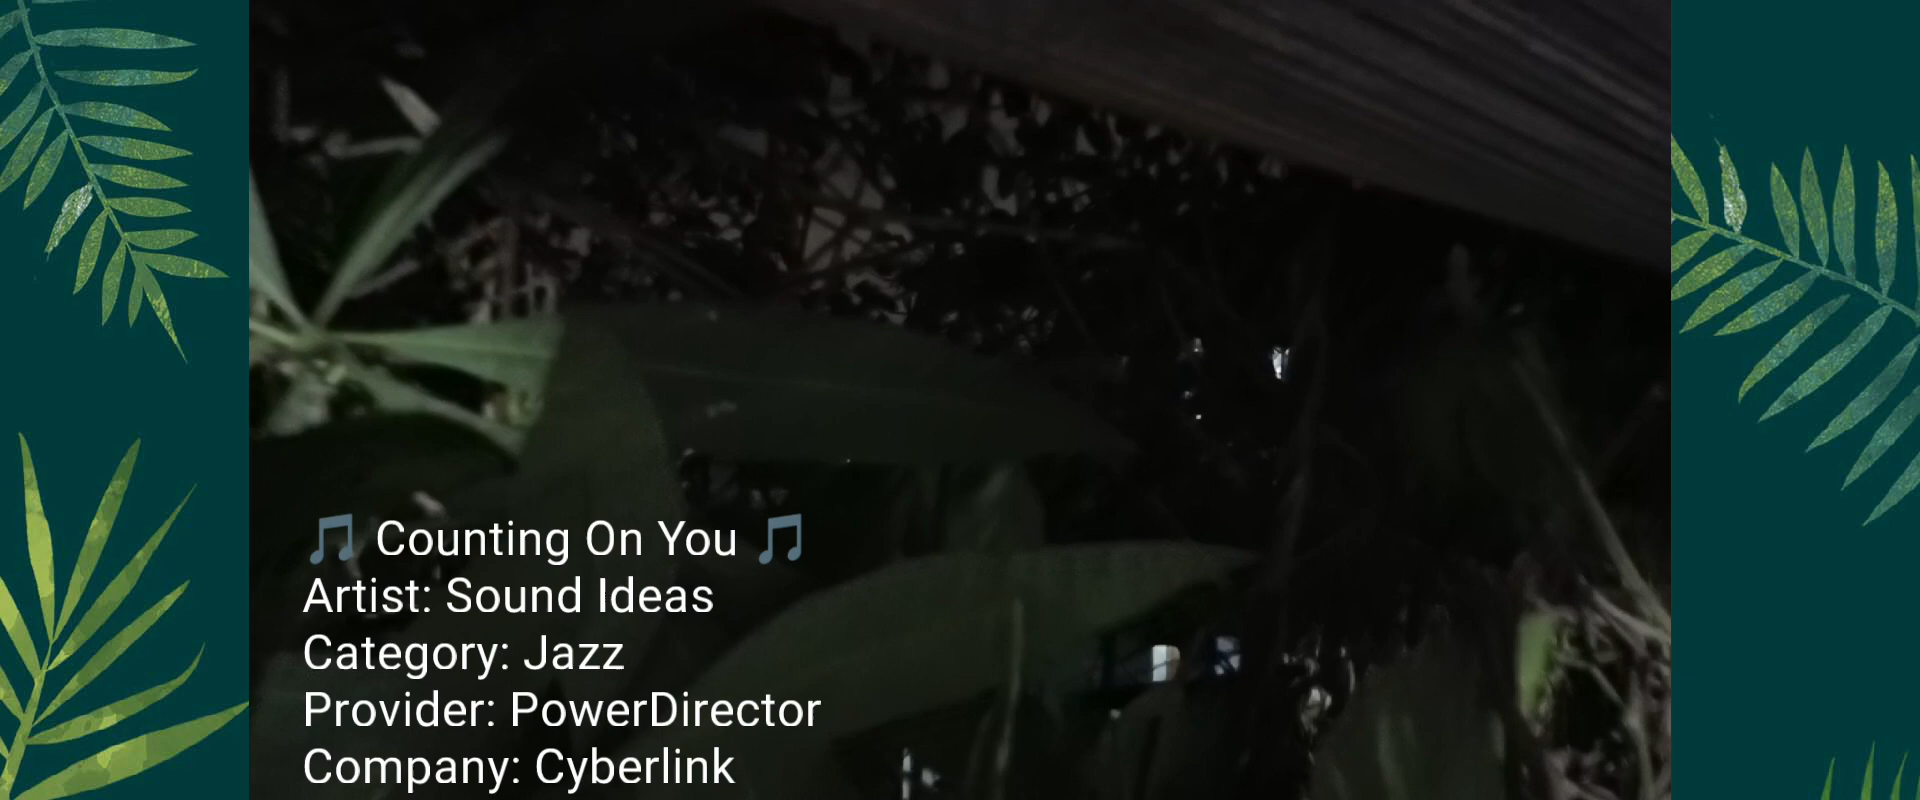 🎵 Counting On You 🎵
Artist: Sound Ideas
Category: Jazz
Provider: PowerDirector
Company: Cyberlink